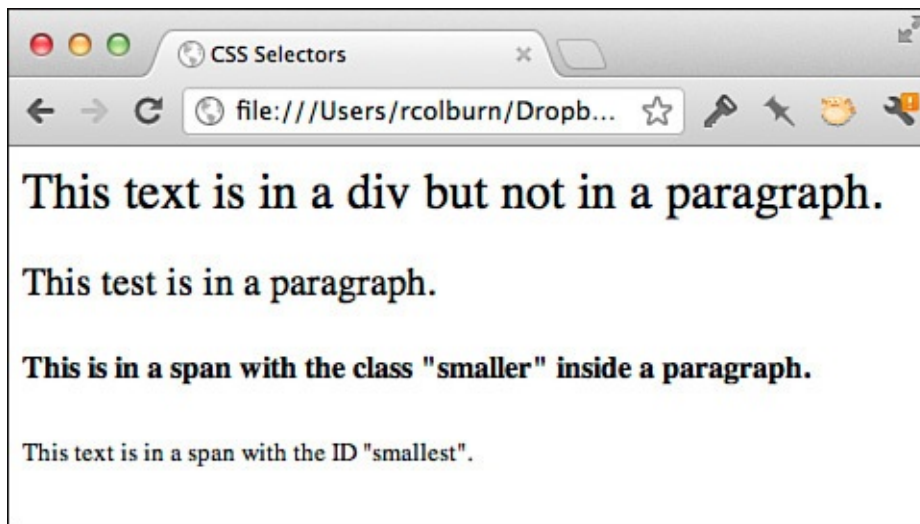 CSS Selectors
file:///Users/rcolburn/Dropb...
This text is in a div but not in a paragraph.
This test is in a paragraph.
This is in a span with the class "smaller" inside a paragraph.
This text is in a span with the ID "smallest".